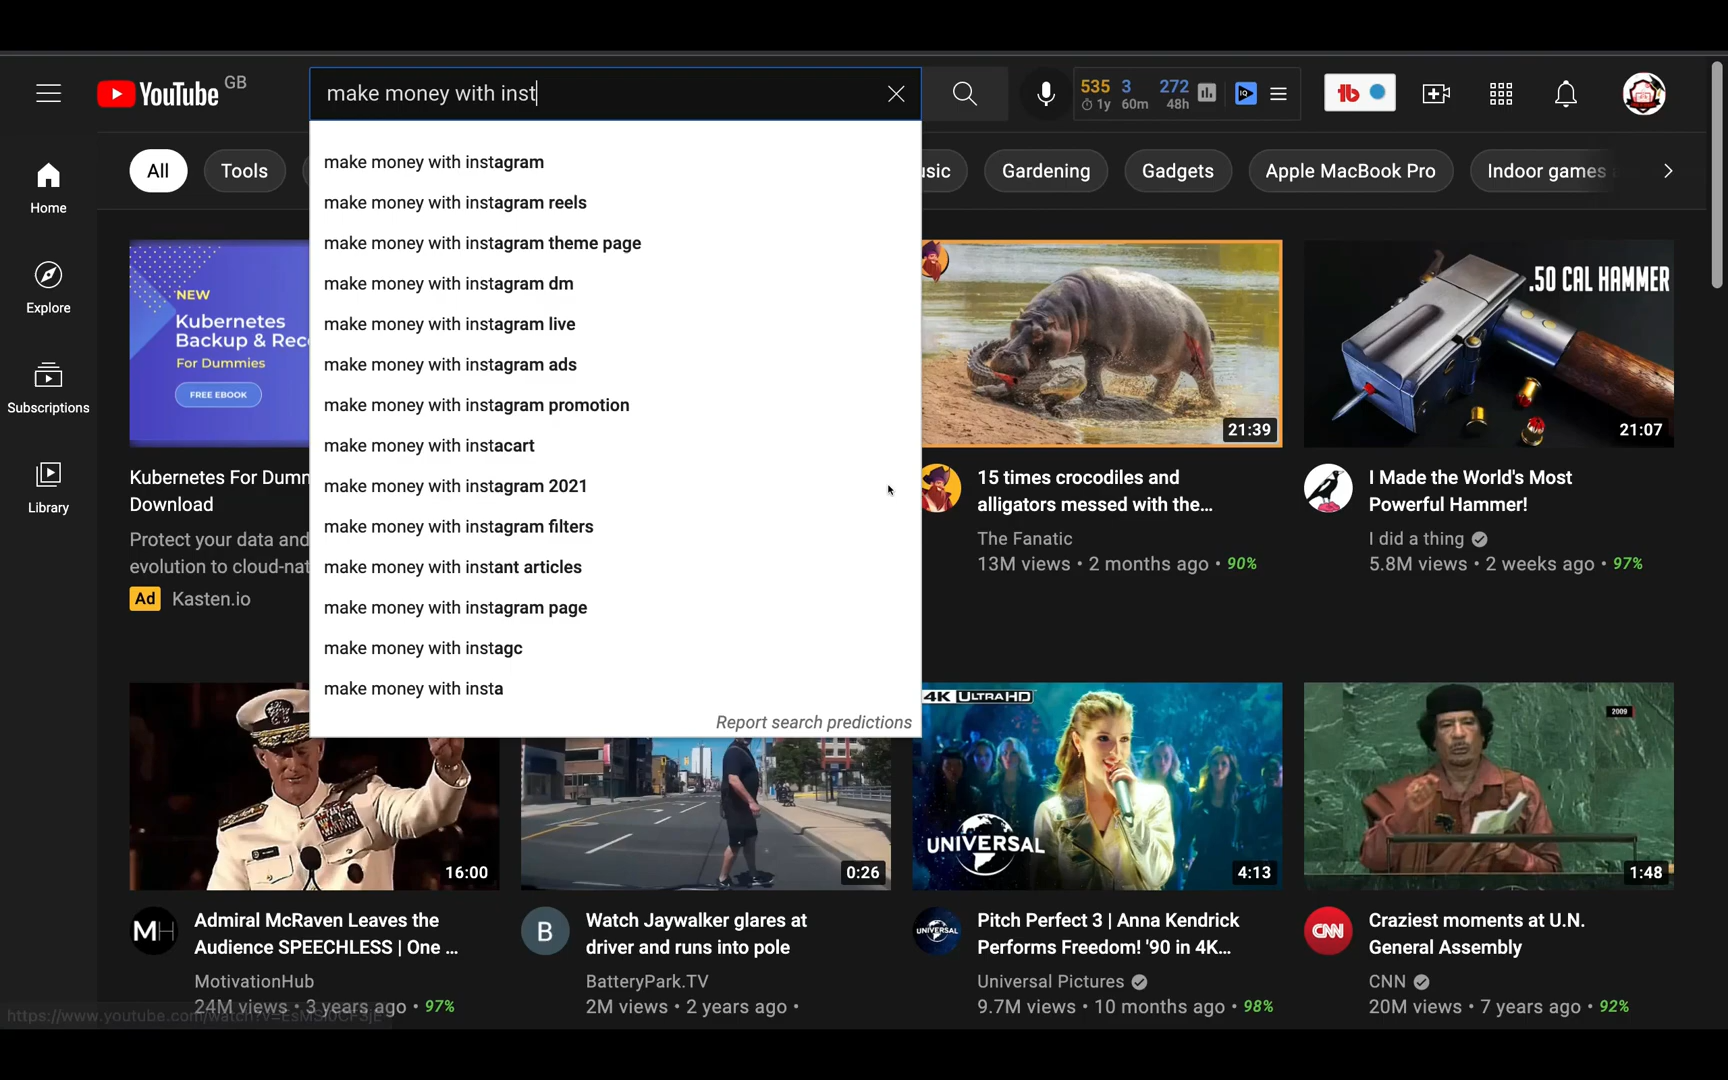 YouTube GB
make money with inst
535 3 272
1y 60m 48h
IQ
tb
All
Tools
usic
Gardening
Gadgets
Apple MacBook Pro
Indoor games
Home
Explore
Subscriptions
Library
make money with instagram
make money with instagram reels
make money with instagram theme page
make money with instagram dm
make money with instagram live
make money with instagram ads
make money with instagram promotion
make money with instacart
make money with instagram 2021
make money with instagram filters
make money with instant articles
make money with instagram page
make money with instagc
make money with insta
Report search predictions
NEW
Kubernetes
Backup & Rec
For Dummies
FREE EBOOK
Kubernetes For Dumm
Download
Protect your data and
evolution to cloud-nat
Ad Kasten.io
21:39
15 times crocodiles and
alligators messed with the...
The Fanatic
13M views • 2 months ago • 90%
.50 CAL HAMMER
21:07
I Made the World's Most
Powerful Hammer!
I did a thing
5.8M views • 2 weeks ago • 97%
16:00
MH
Admiral McRaven Leaves the
Audience SPEECHLESS | One ...
MotivationHub
24M views • 3 years ago • 97%
0:26
B
Watch Jaywalker glares at
driver and runs into pole
BatteryPark.TV
2M views • 2 years ago •
4K ULTRA HD
UNIVERSAL
4:13
UNIVERSAL
Pitch Perfect 3 | Anna Kendrick
Performs Freedom! '90 in 4K...
Universal Pictures
9.7M views • 10 months ago • 98%
2009
1:48
CNN
Craziest moments at U.N.
General Assembly
CNN
20M views • 7 years ago • 92%